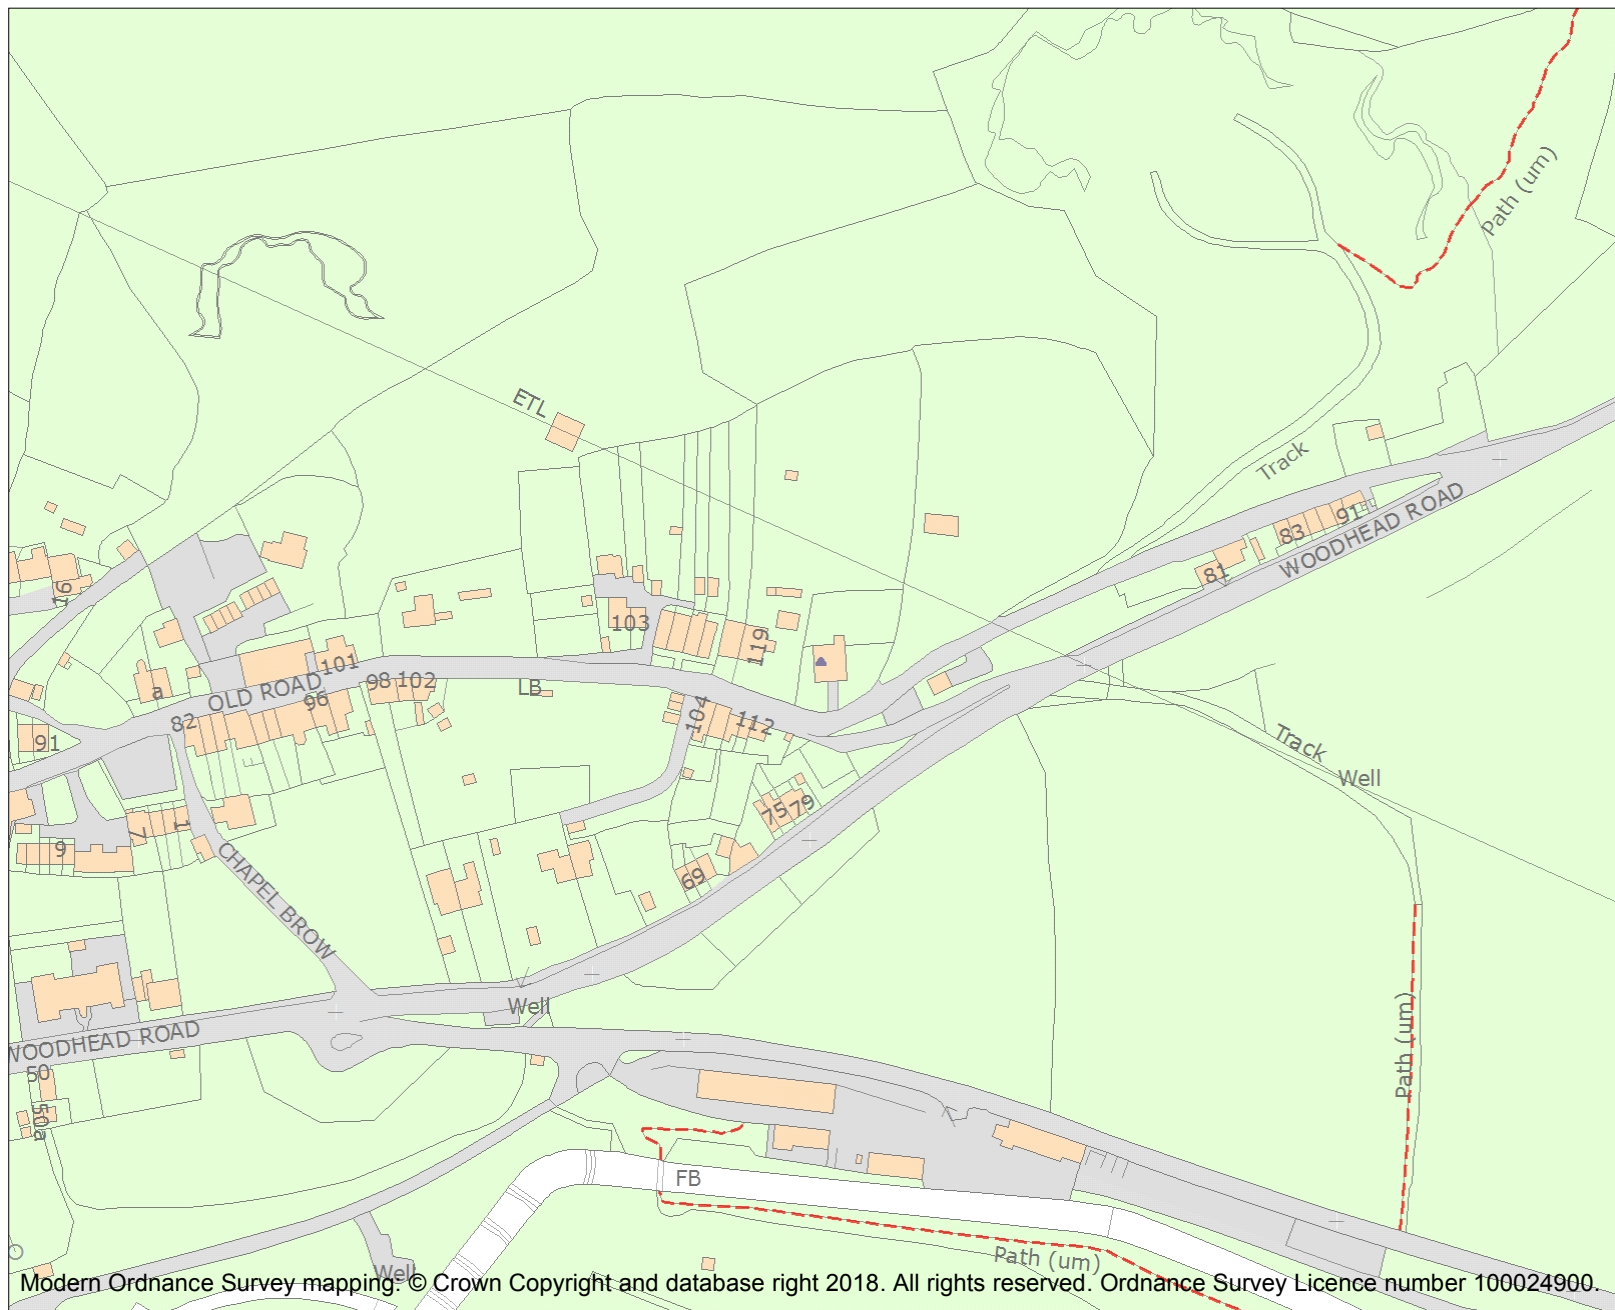 Path (um)
ETL
Track
WOODHEAD ROAD
91
83
81
97
103
119
101
a
OLD ROAD
98 102
LB
96
82
104
112
91
Track
Well
75
79
7
1
9
CHAPEL BROW
69
Well
WOODHEAD ROAD
50
50a
Path (um)
FB
Path (um)
Well
Modern Ordnance Survey mapping: © Crown Copyright and database right 2018. All rights reserved. Ordnance Survey Licence number 100024900.